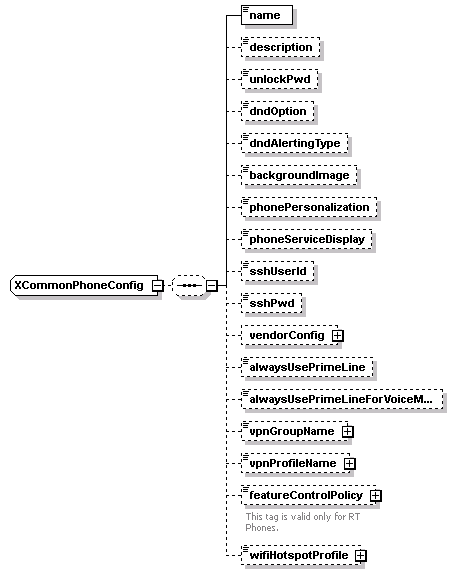 name
description
unlockPwd
dndOption
dndAlertingType
backgroundImage
phonePersonalization
phoneServiceDisplay
XCommonPhoneConfig
sshUserId
sshPwd
vendorConfig
alwaysUsePrimeLine
alwaysUsePrimeLineForVoiceM...
vpnGroupName
vpnProfileName
featureControlPolicy
This tag is valid only for RT
Phones.
wifiHotspotProfile